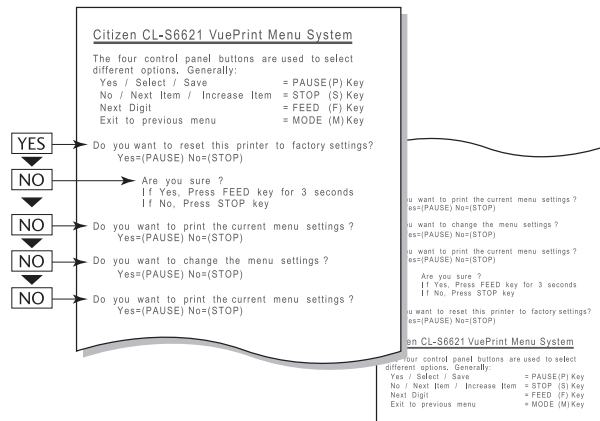 Citizen CL-S6621 VuePrint Menu System
The four control panel buttons are used to select
different options. Generally:
Yes / Select / Save = PAUSE(P) Key
No / Next Item / Increase Item = STOP (S) Key
Next Digit = FEED (F) Key
Exit to previous menu = MODE (M) Key
YES
Do you want to reset this printer to factory settings?
Yes=(PAUSE) No=(STOP)
NO
Are you sure ?
If Yes, Press FEED key for 3 seconds
If No, Press STOP key
NO
Do you want to print the current menu settings ?
Yes=(PAUSE) No=(STOP)
NO
Do you want to change the menu settings ?
Yes=(PAUSE) No=(STOP)
NO
Do you want to print the current menu settings ?
Yes=(PAUSE) No=(STOP)
want to print the current menu settings ?
es=(PAUSE) No=(STOP)
want to change the menu settings ?
es=(PAUSE) No=(STOP)
want to print the current menu settings ?
es=(PAUSE) No=(STOP)
Are you sure ?
If Yes, Press FEED key for 3 seconds
If No, Press STOP key
want to reset this printer to factory settings?
es=(PAUSE) No=(STOP)
en CL-S6621 VuePrint Menu System
four control panel buttons are used to select
different options. Generally:
Yes / Select / Save = PAUSE(P) Key
No / Next Item / Increase Item = STOP (S) Key
Next Digit = FEED (F) Key
Exit to previous menu = MODE (M) Key